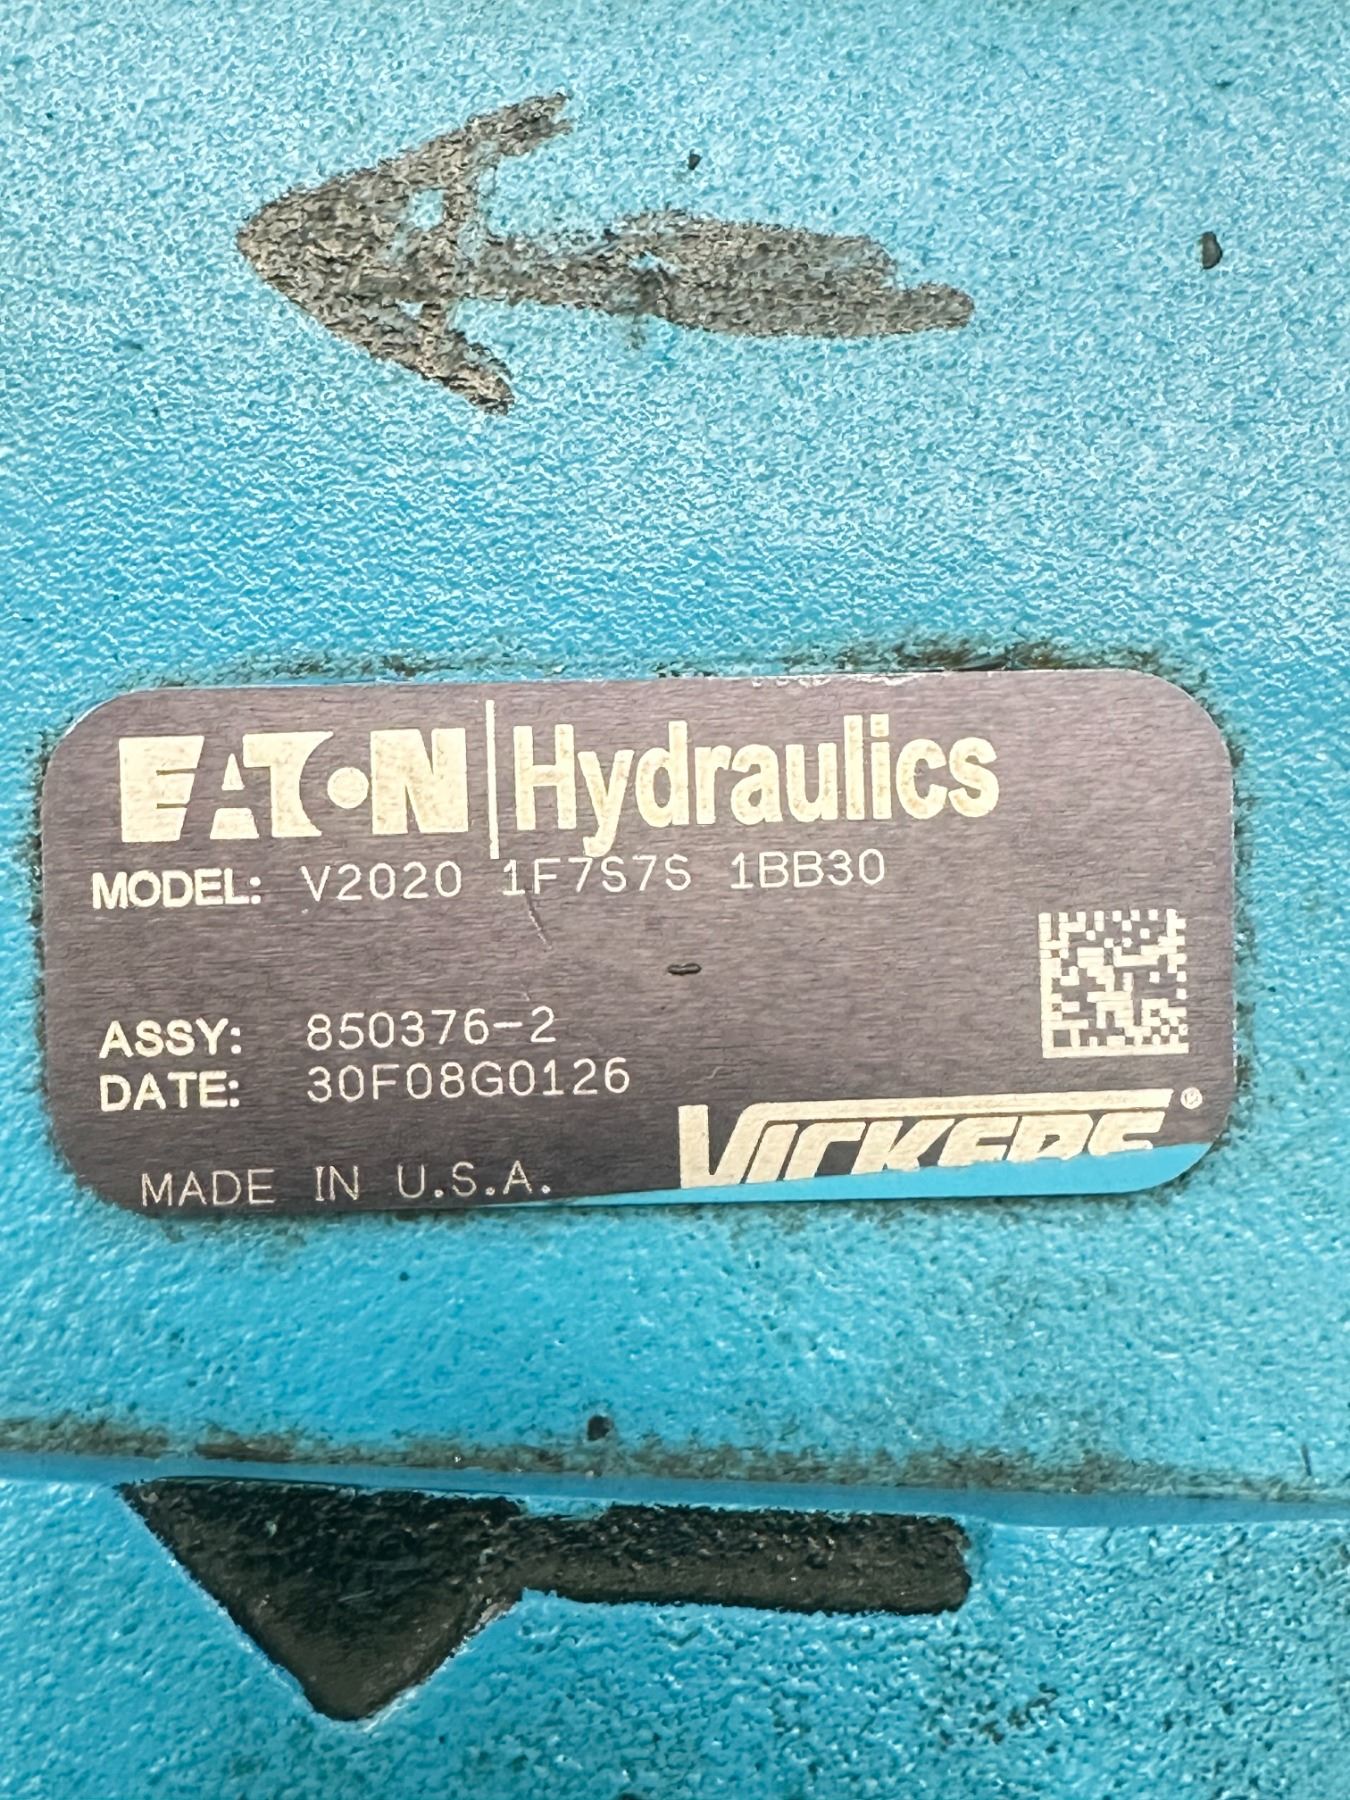 EATON Hydraulics
MODEL: V2020 1F7S7S 1BB30
ASSY: 850376-2
DATE: 30F08G0126
MADE IN U.S.A.
VICKERS®